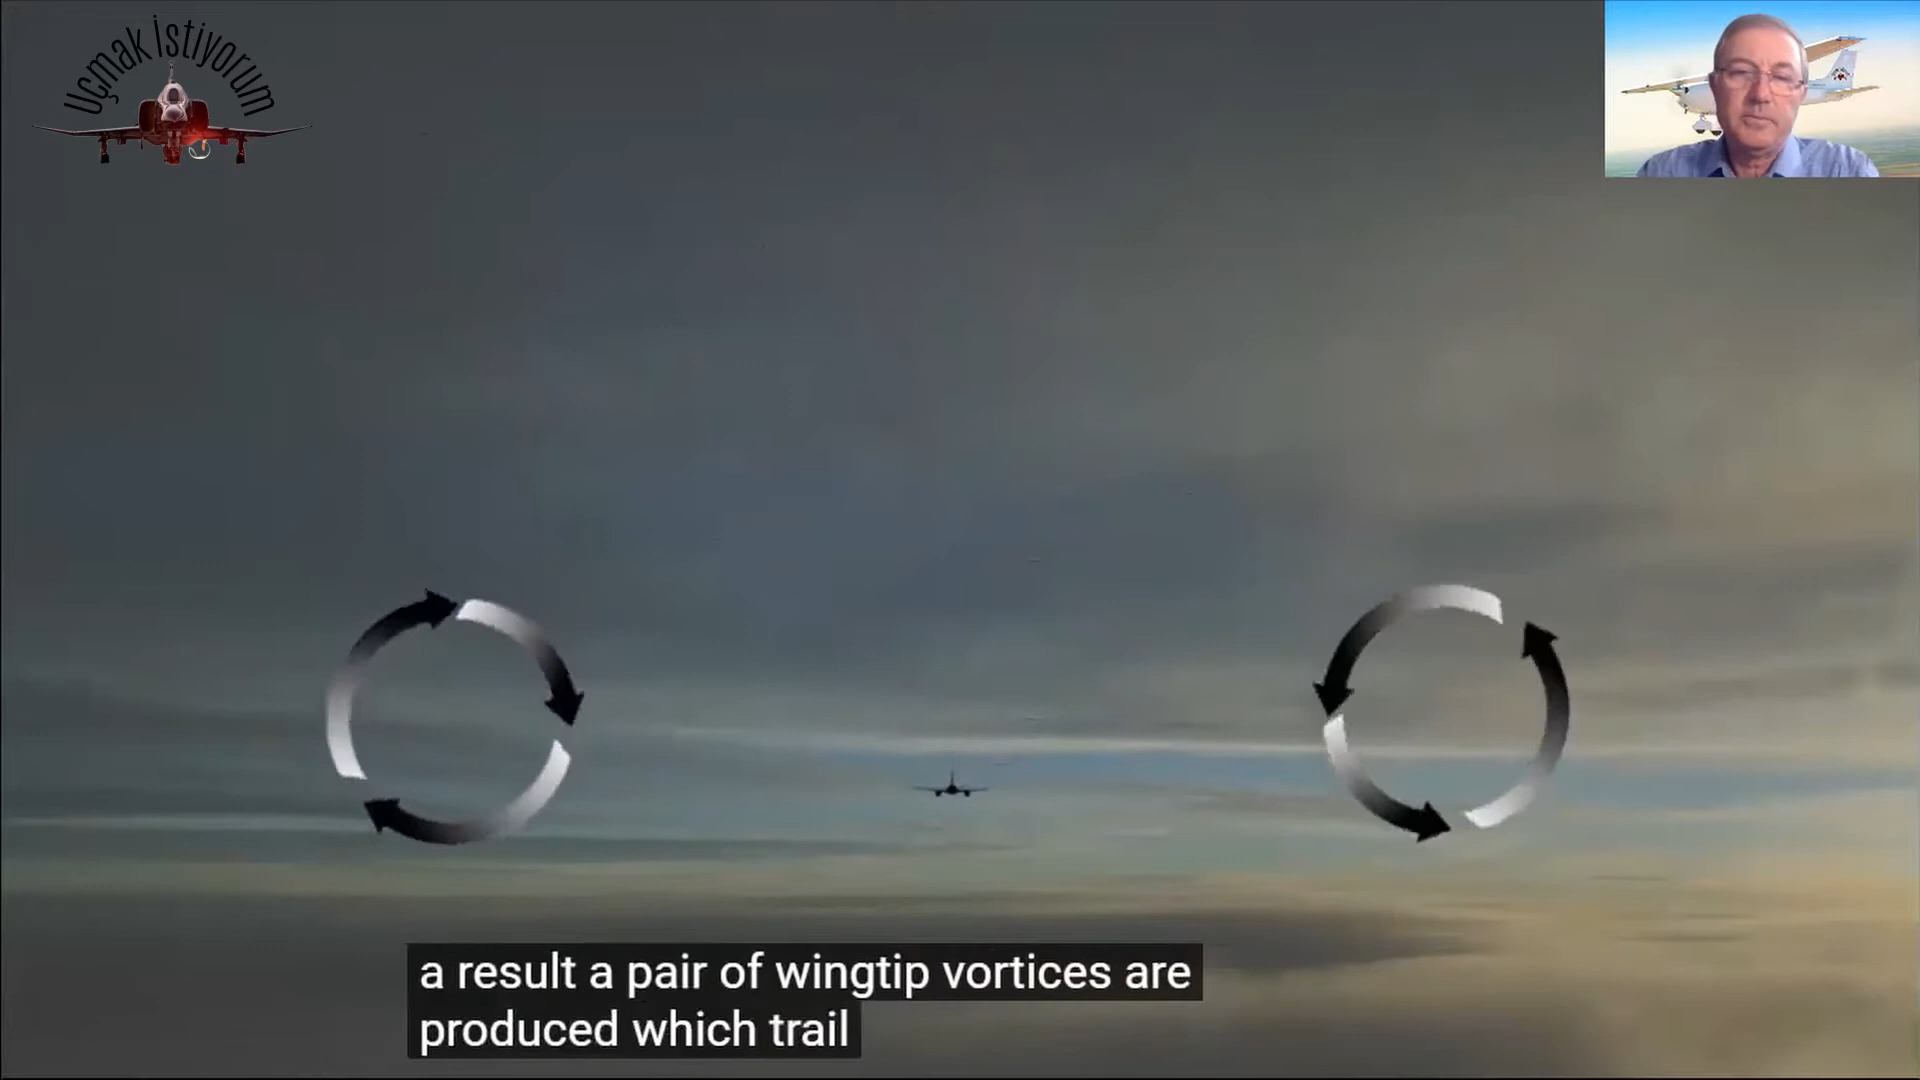 Uçmak İstiyorum
a result a pair of wingtip vortices are
produced which trail